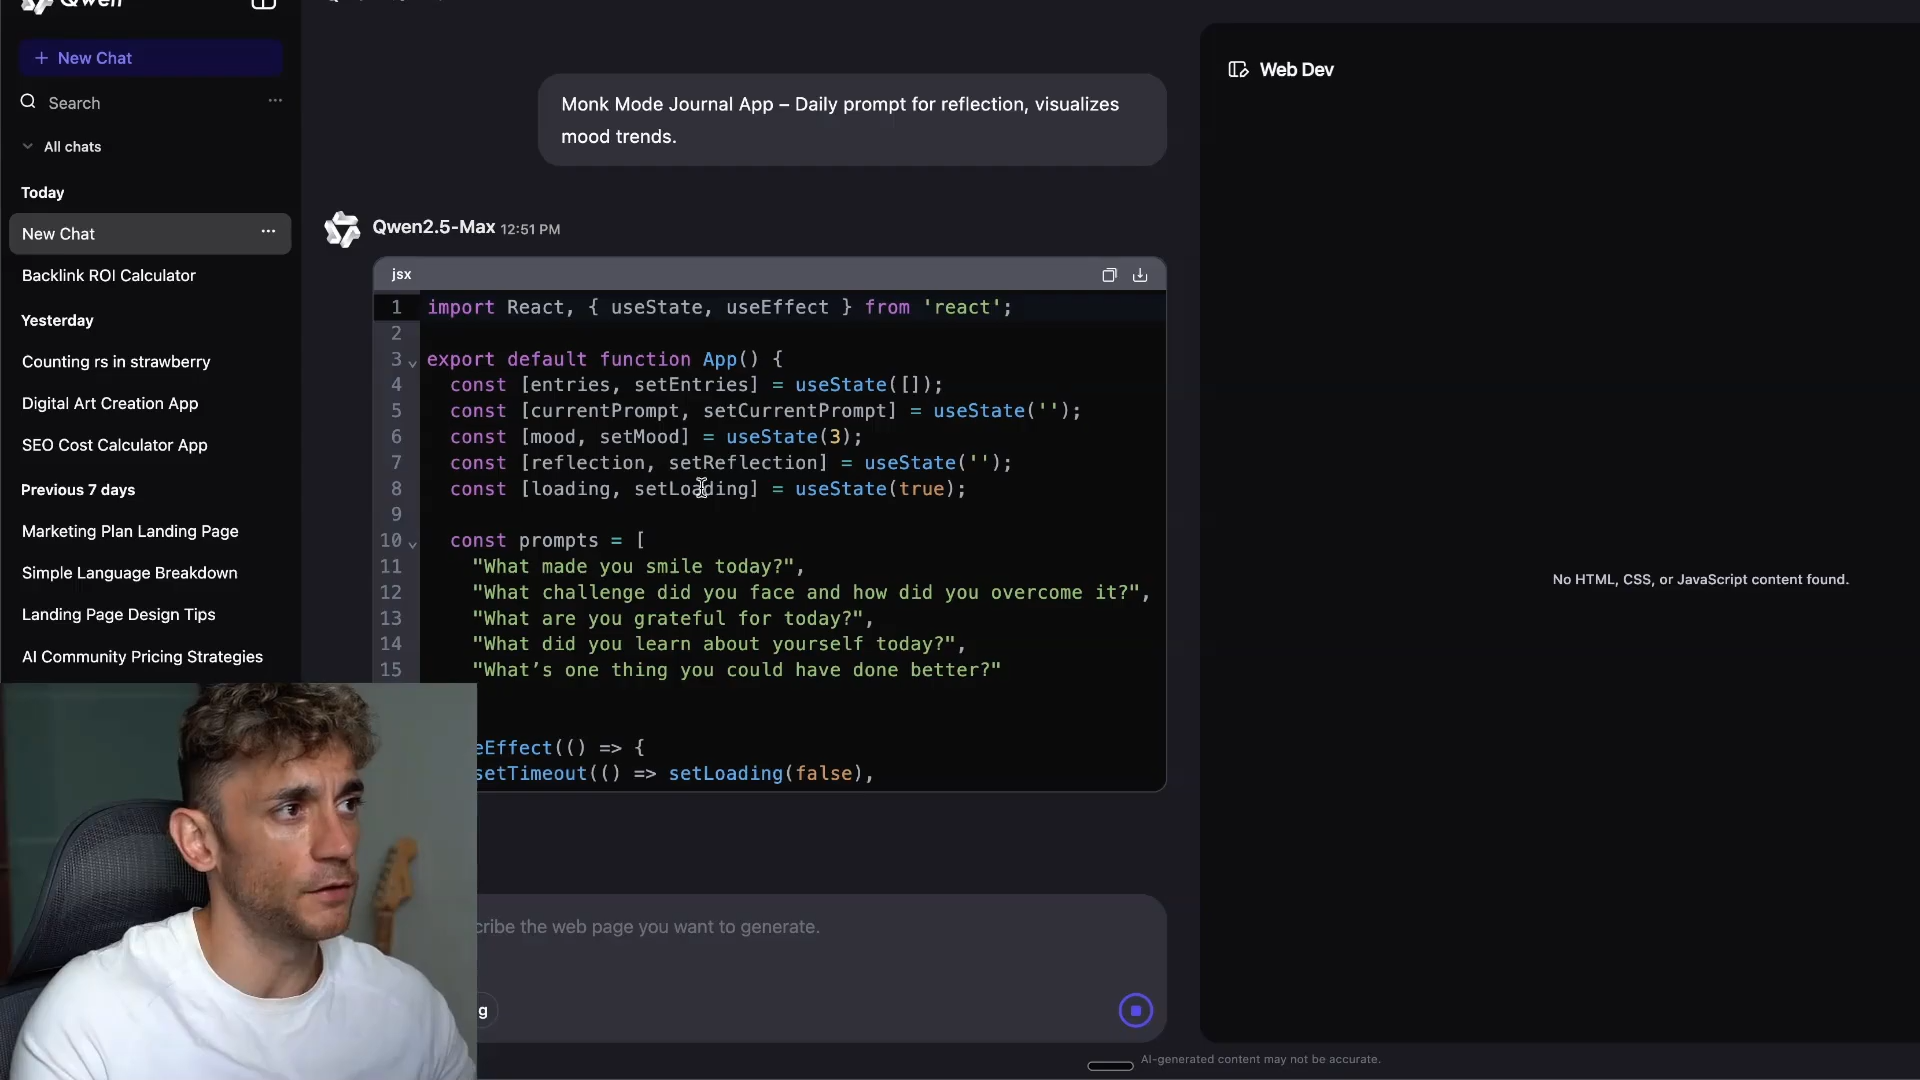 Qwen
+ New Chat
Search
All chats
Today
New Chat
Backlink ROI Calculator
Yesterday
Counting rs in strawberry
Digital Art Creation App
SEO Cost Calculator App
Previous 7 days
Marketing Plan Landing Page
Simple Language Breakdown
Landing Page Design Tips
AI Community Pricing Strategies
Monk Mode Journal App – Daily prompt for reflection, visualizes
mood trends.
Qwen2.5-Max 12:51 PM
jsx
1 import React, { useState, useEffect } from 'react';
2
3 export default function App() {
4 const [entries, setEntries] = useState([]);
5 const [currentPrompt, setCurrentPrompt] = useState('');
6 const [mood, setMood] = useState(3);
7 const [reflection, setReflection] = useState('');
8 const [loading, setLoading] = useState(true);
9
10 const prompts = [
11 "What made you smile today?",
12 "What challenge did you face and how did you overcome it?",
13 "What are you grateful for today?",
14 "What did you learn about yourself today?",
15 "What’s one thing you could have done better?"
eEffect(() => {
setTimeout(() => setLoading(false),
cribe the web page you want to generate.
g
Web Dev
No HTML, CSS, or JavaScript content found.
AI-generated content may not be accurate.